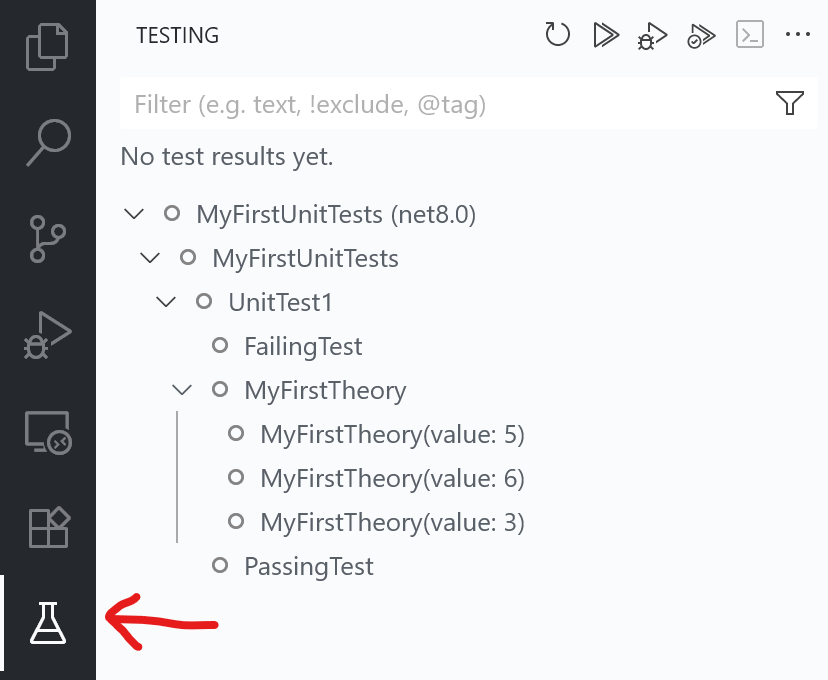 TESTING
Filter (e.g. text, !exclude, @tag)
No test results yet.
MyFirstUnitTests (net8.0)
MyFirstUnitTests
UnitTest1
FailingTest
MyFirstTheory
MyFirstTheory(value: 5)
MyFirstTheory(value: 6)
MyFirstTheory(value: 3)
PassingTest